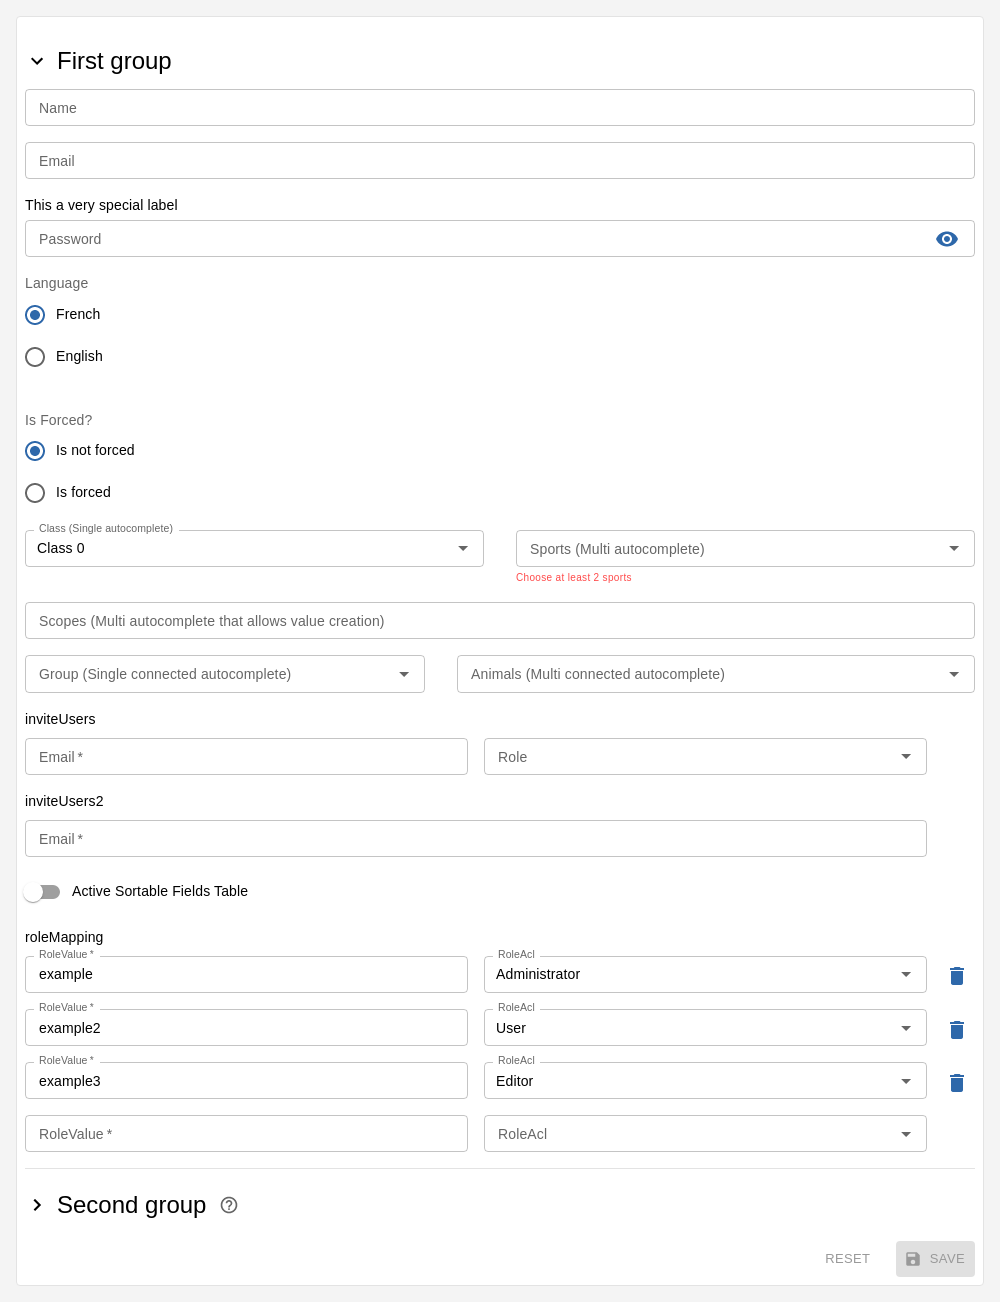 First group
Name
Email
This a very special label
Password
Language
French
English
Is Forced?
Is not forced
Is forced
Class (Single autocomplete)
Class 0
Sports (Multi autocomplete)
Choose at least 2 sports
Scopes (Multi autocomplete that allows value creation)
Group (Single connected autocomplete)
Animals (Multi connected autocomplete)
inviteUsers
Email *
Role
inviteUsers2
Email *
Active Sortable Fields Table
roleMapping
RoleValue *
example
RoleAcl
Administrator
RoleValue *
example2
RoleAcl
User
RoleValue *
example3
RoleAcl
Editor
RoleValue *
RoleAcl
Second group
RESET
SAVE